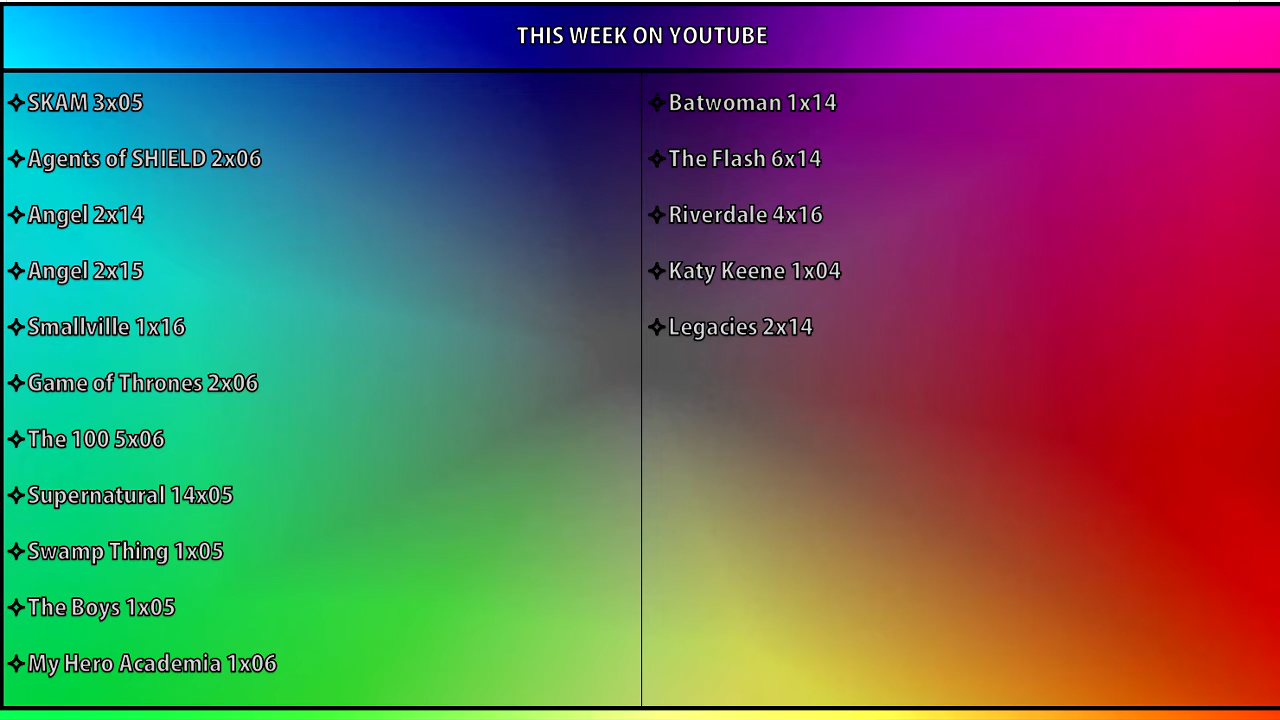 THIS WEEK ON YOUTUBE
SKAM 3x05
Agents of SHIELD 2x06
Angel 2x14
Angel 2x15
Smallville 1x16
Game of Thrones 2x06
The 100 5x06
Supernatural 14x05
Swamp Thing 1x05
The Boys 1x05
My Hero Academia 1x06
Batwoman 1x14
The Flash 6x14
Riverdale 4x16
Katy Keene 1x04
Legacies 2x14